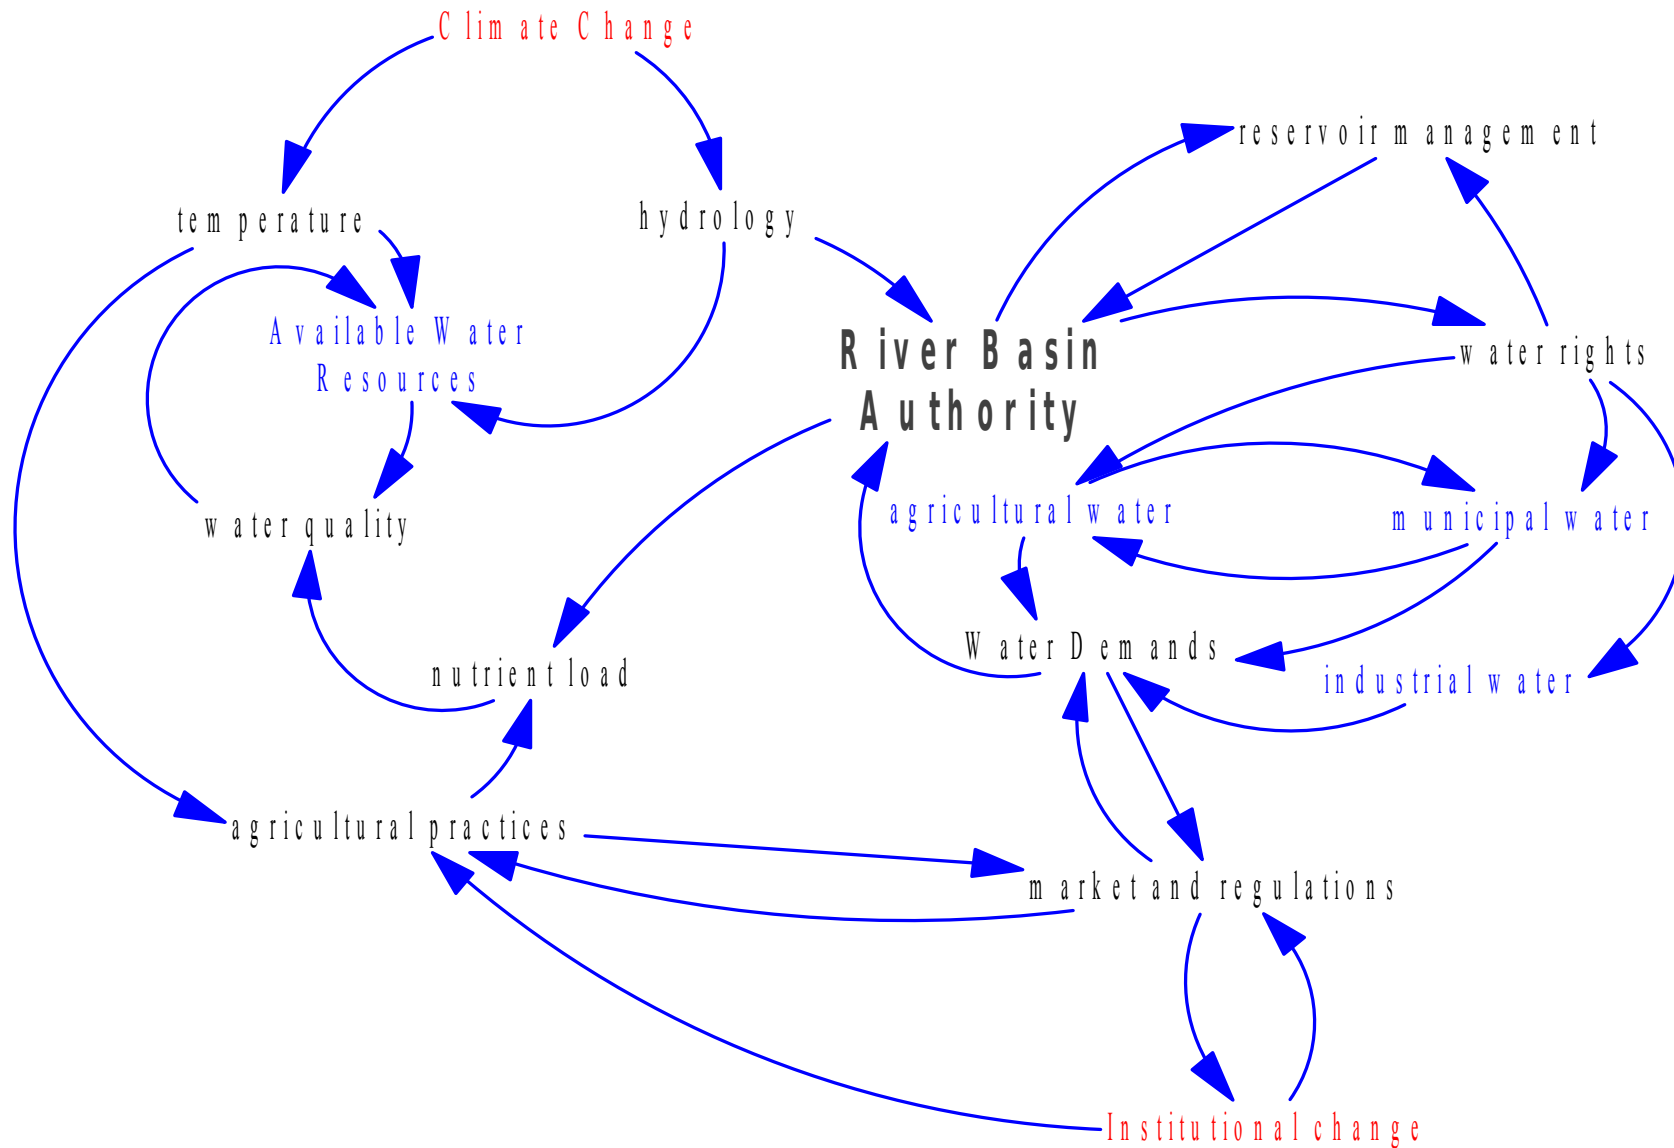 Climate Change
reservoir management
temperature
hydrology
Available Water
Resources
River Basin
Authority
water rights
water quality
agricultural water
municipal water
Water Demands
nutrient load
industrial water
agricultural practices
market and regulations
Institutional change